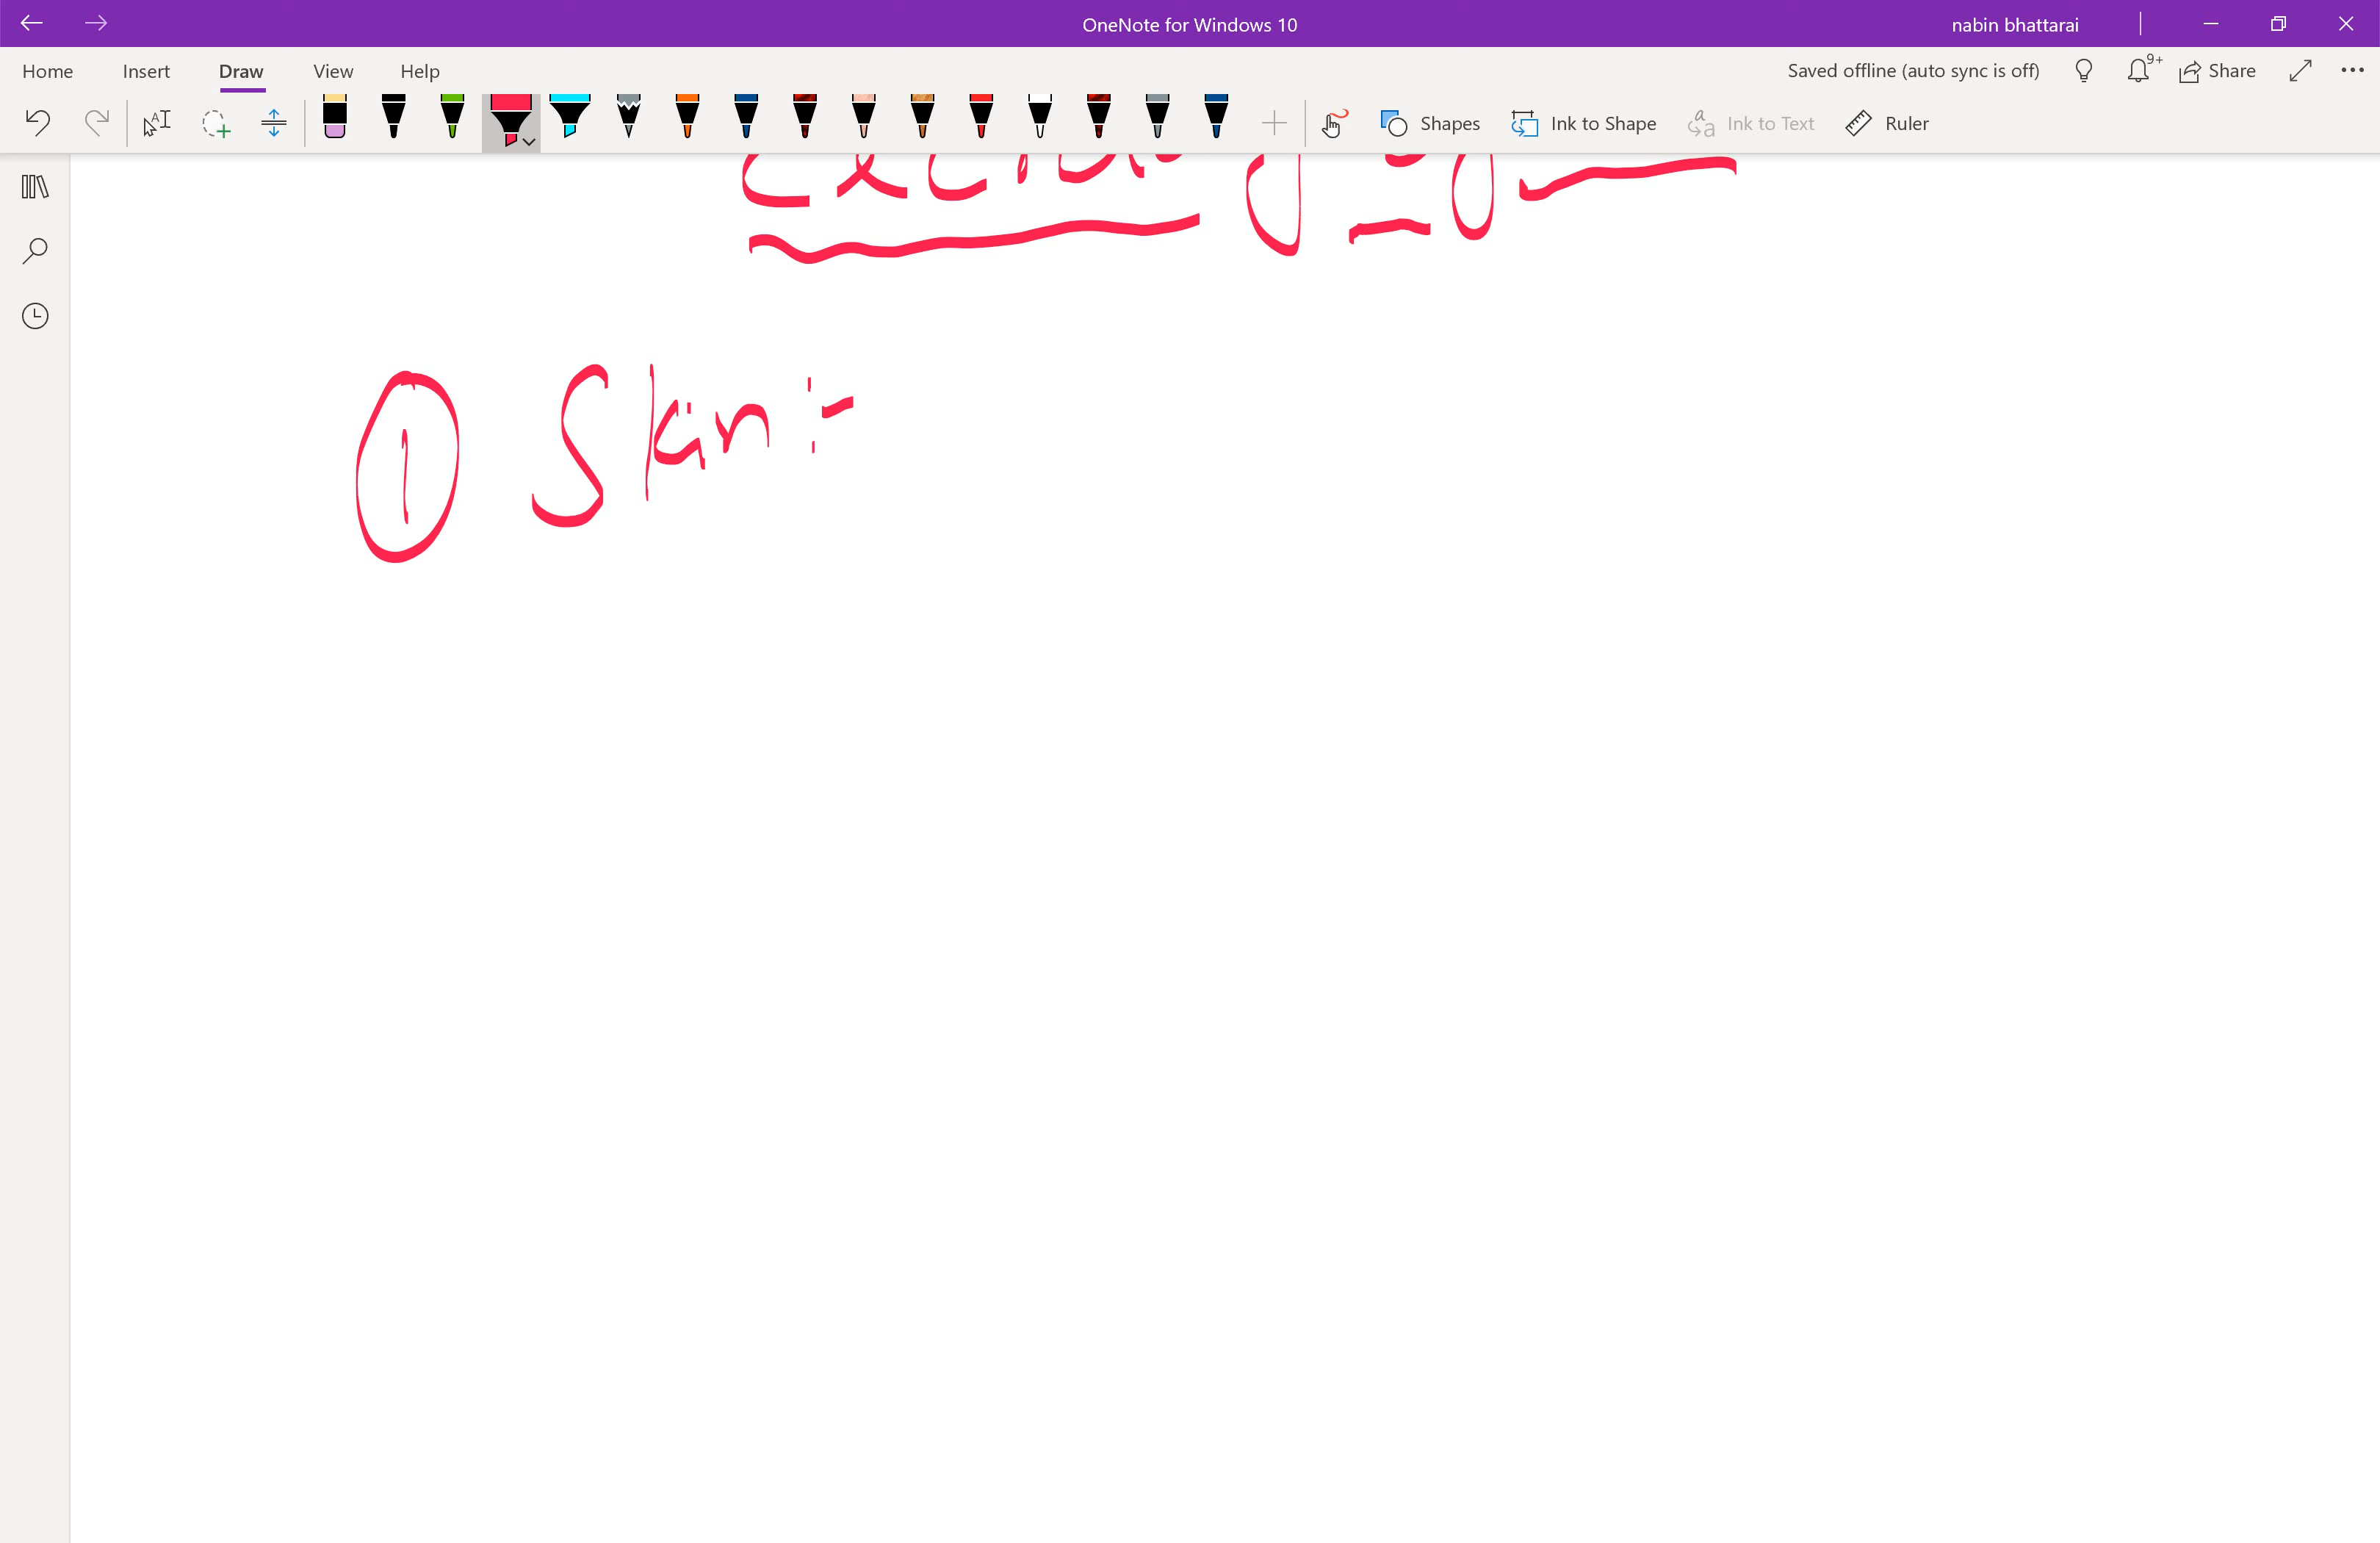 OneNote for Windows 10 nabin bhattarai
Home Insert Draw View Help Saved offline (auto sync is off) 9+ Share
Shapes Ink to Shape Ink to Text Ruler
① Skin :-